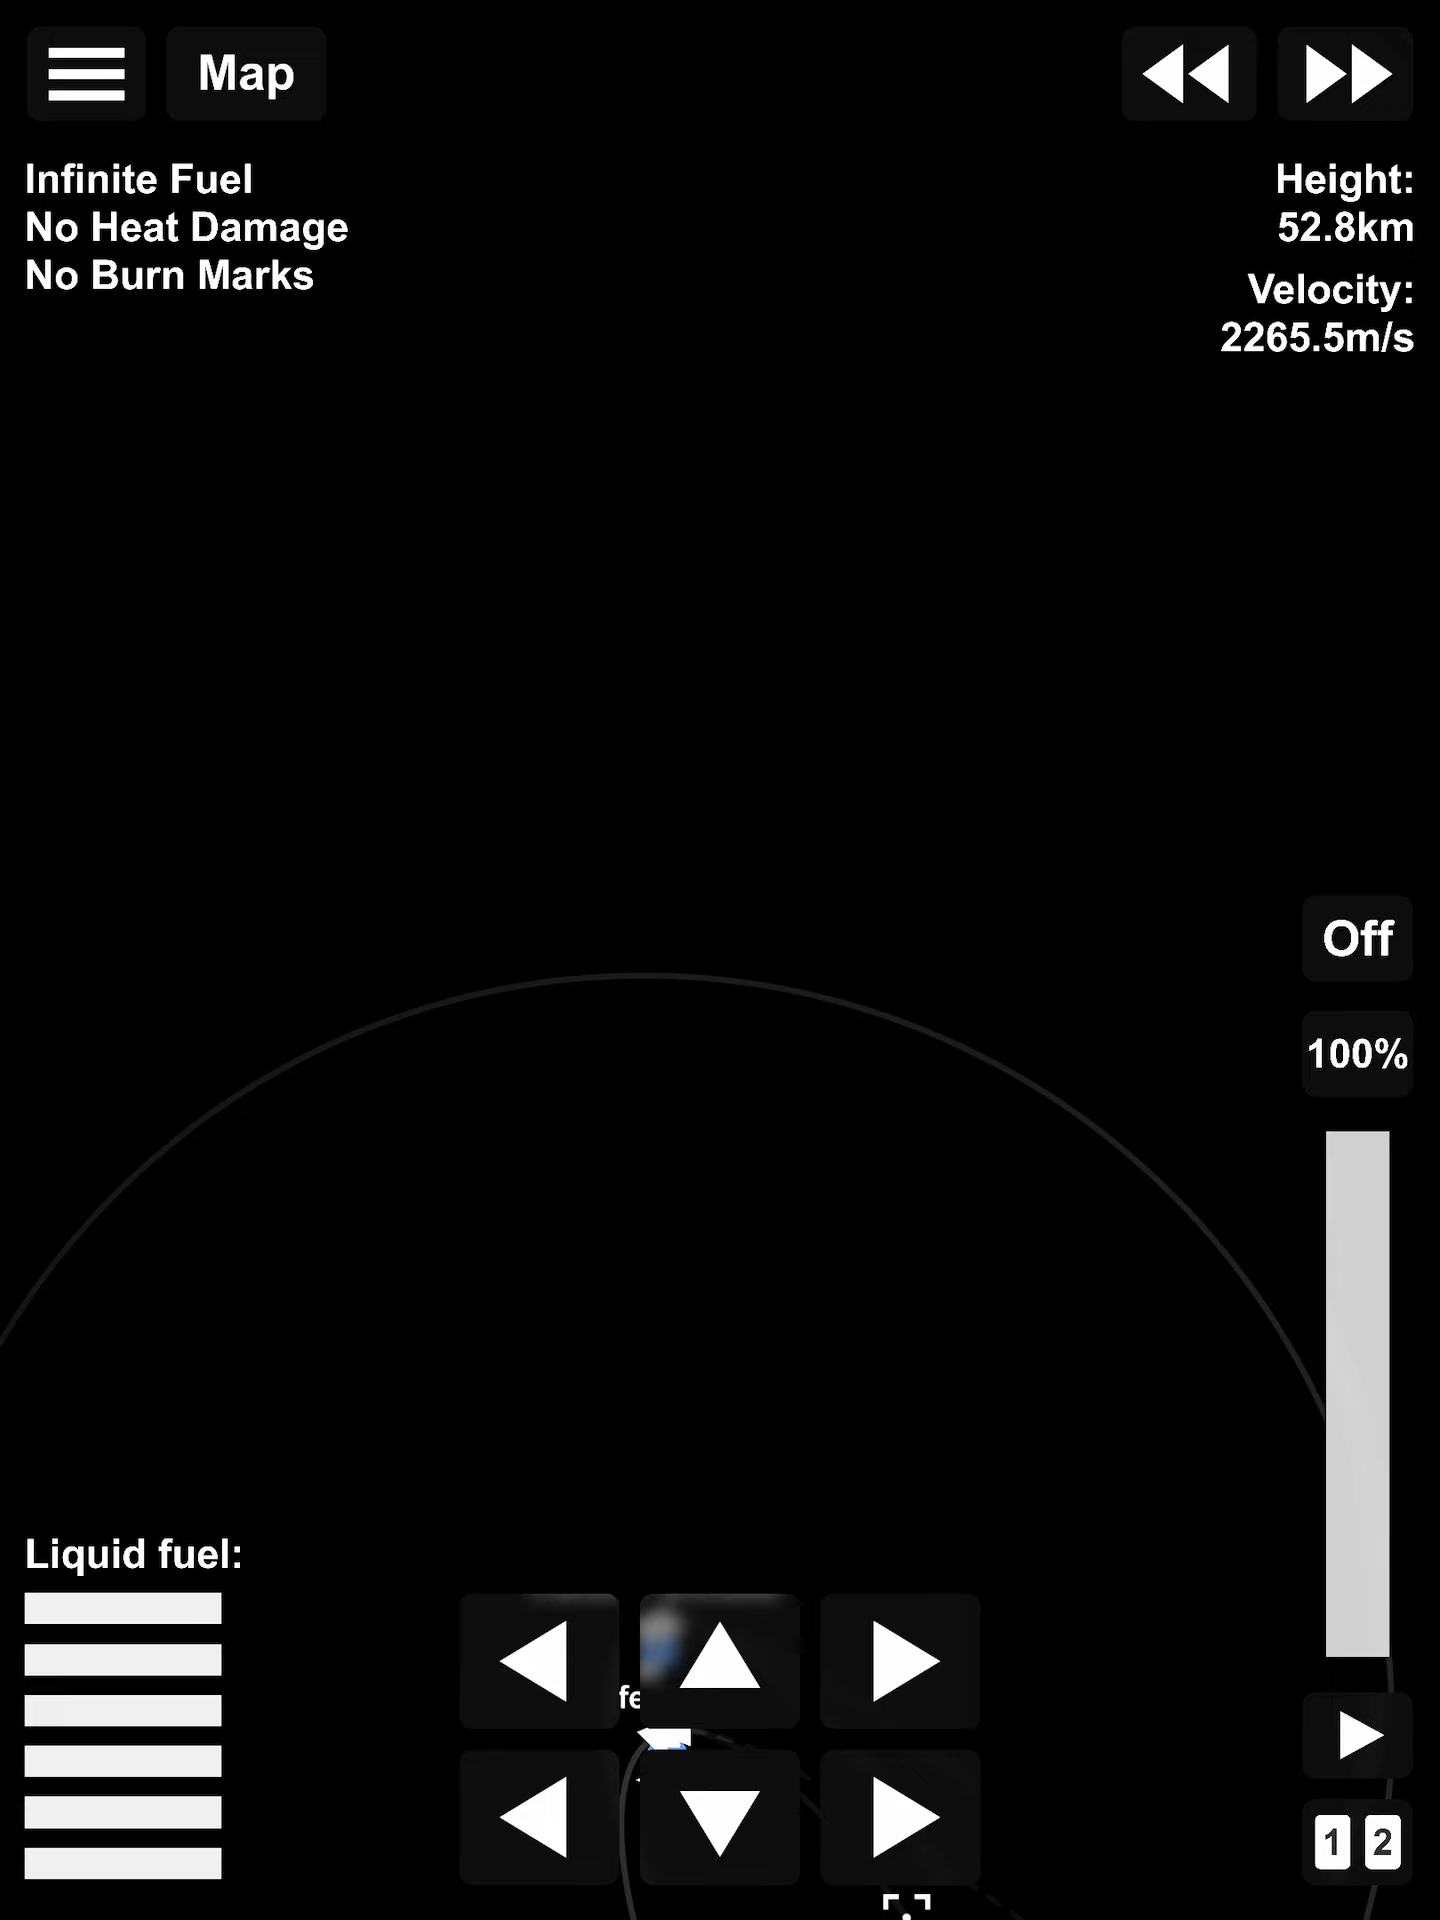 Map
Infinite Fuel
No Heat Damage
No Burn Marks
Height:
52.8km
Velocity:
2265.5m/s
Off
100%
Liquid fuel:
1 2